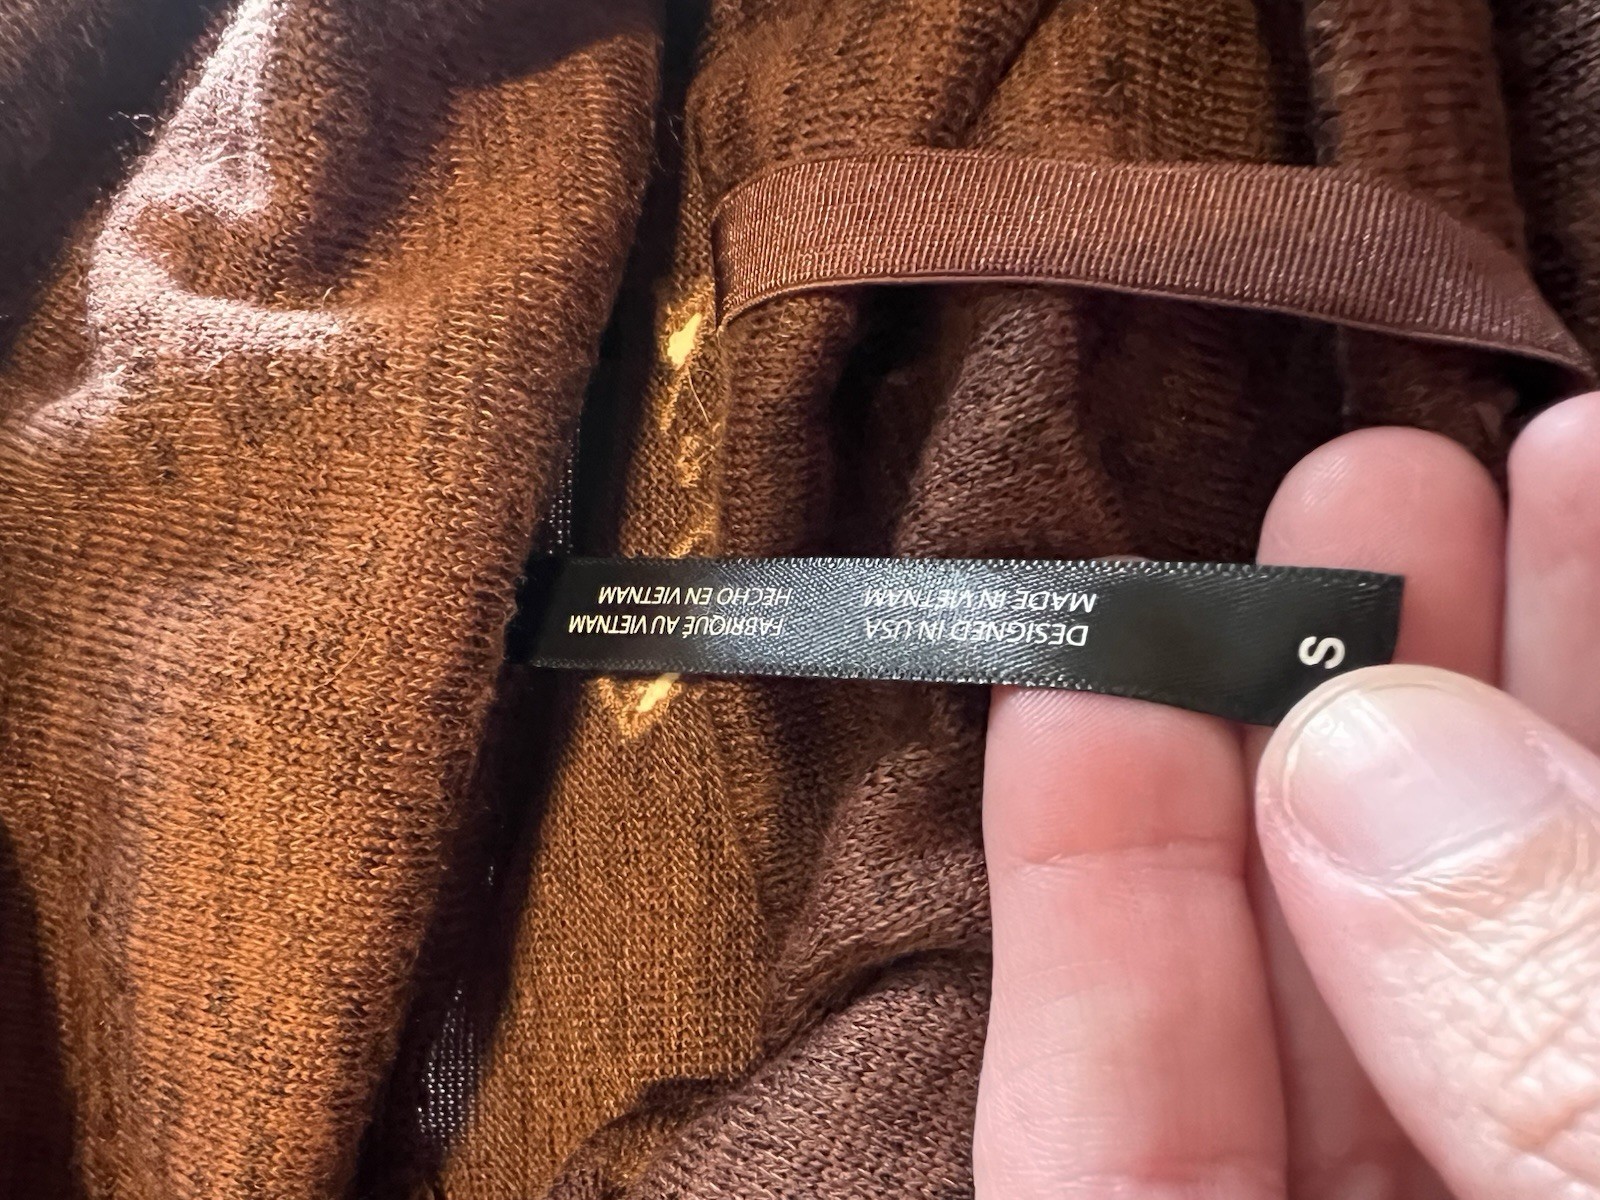 S
DESIGNED IN USA
MADE IN VIETNAM
FABRIQUÉ AU VIETNAM
HECHO EN VIETNAM